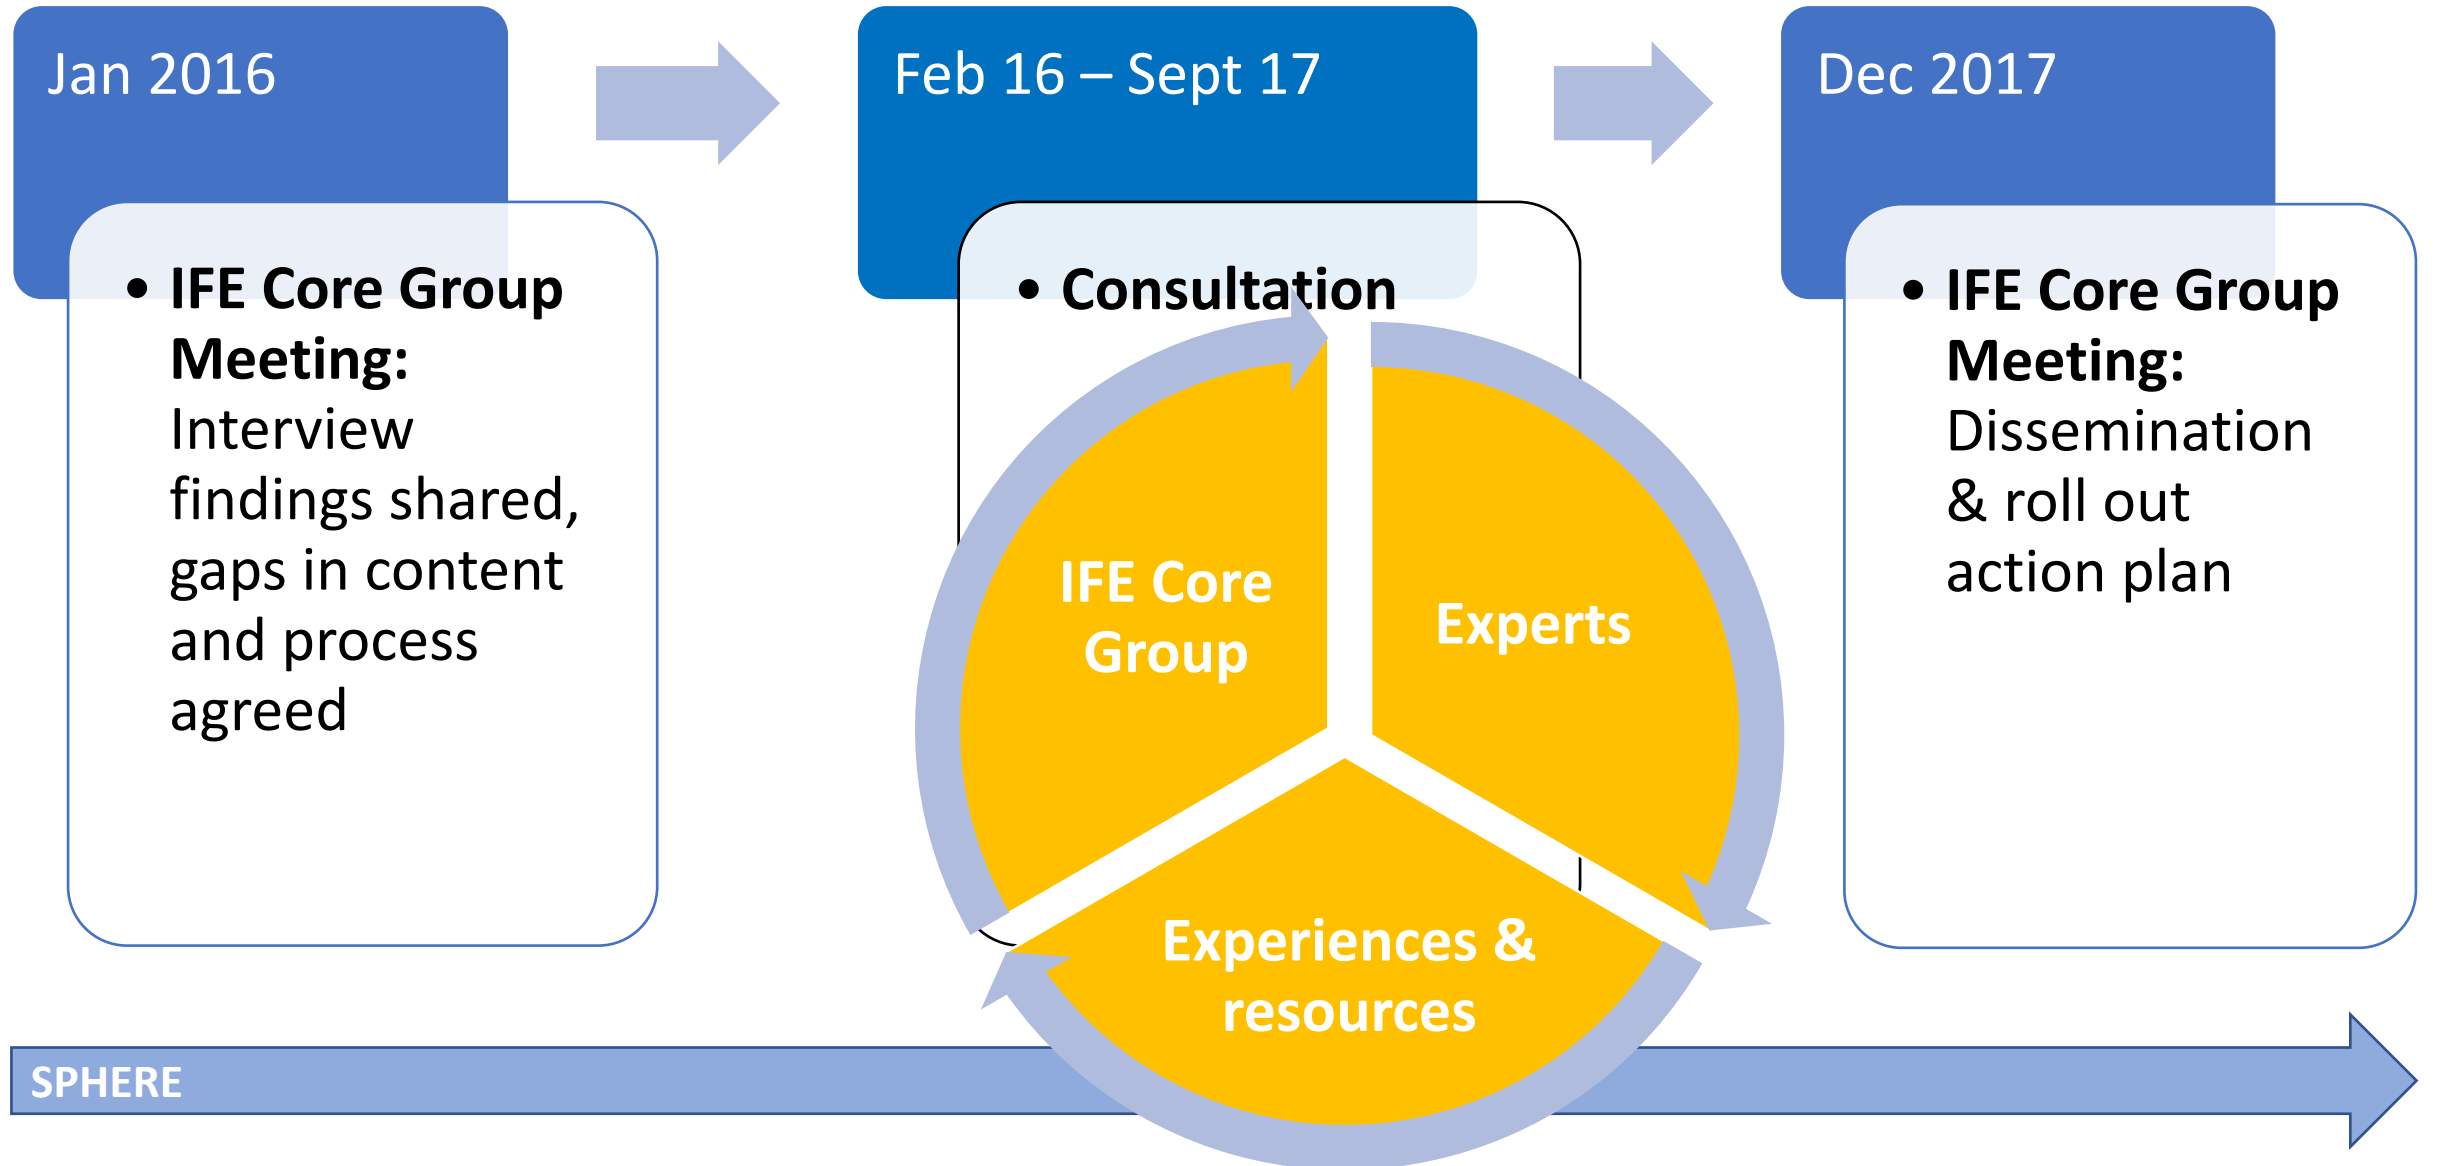 Jan 2016
• IFE Core Group
Meeting:
Interview
findings shared,
gaps in content
and process
agreed
Feb 16 – Sept 17
• Consultation
IFE Core
Group
Experts
Experiences &
resources
Dec 2017
• IFE Core Group
Meeting:
Dissemination
& roll out
action plan
SPHERE